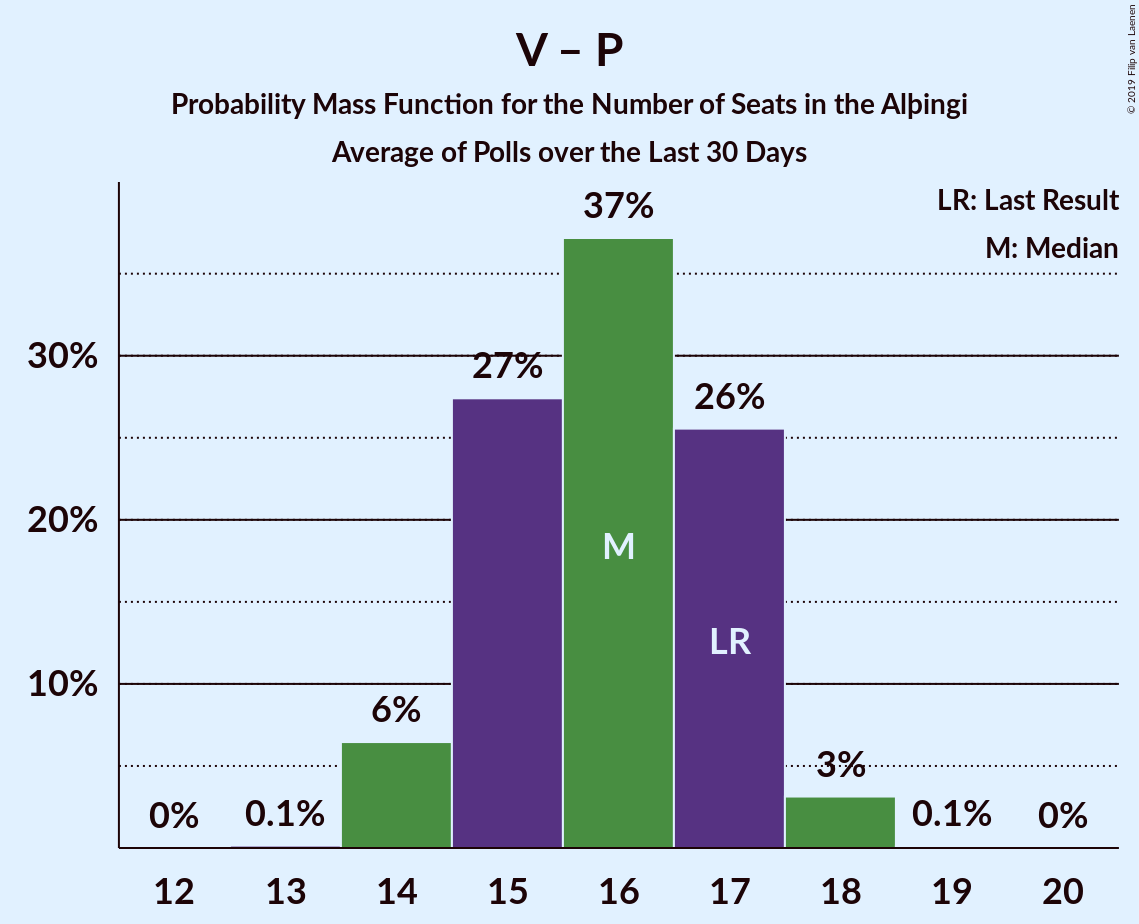 V – P
Probability Mass Function for the Number of Seats in the Alþingi
Average of Polls over the Last 30 Days
© 2019 Filip van Laenen
LR: Last Result
M: Median
37%
30%
27%
26%
20%
M
LR
10%
6%
3%
0%
0.1%
0.1%
0%
12 13 14 15 16 17 18 19 20